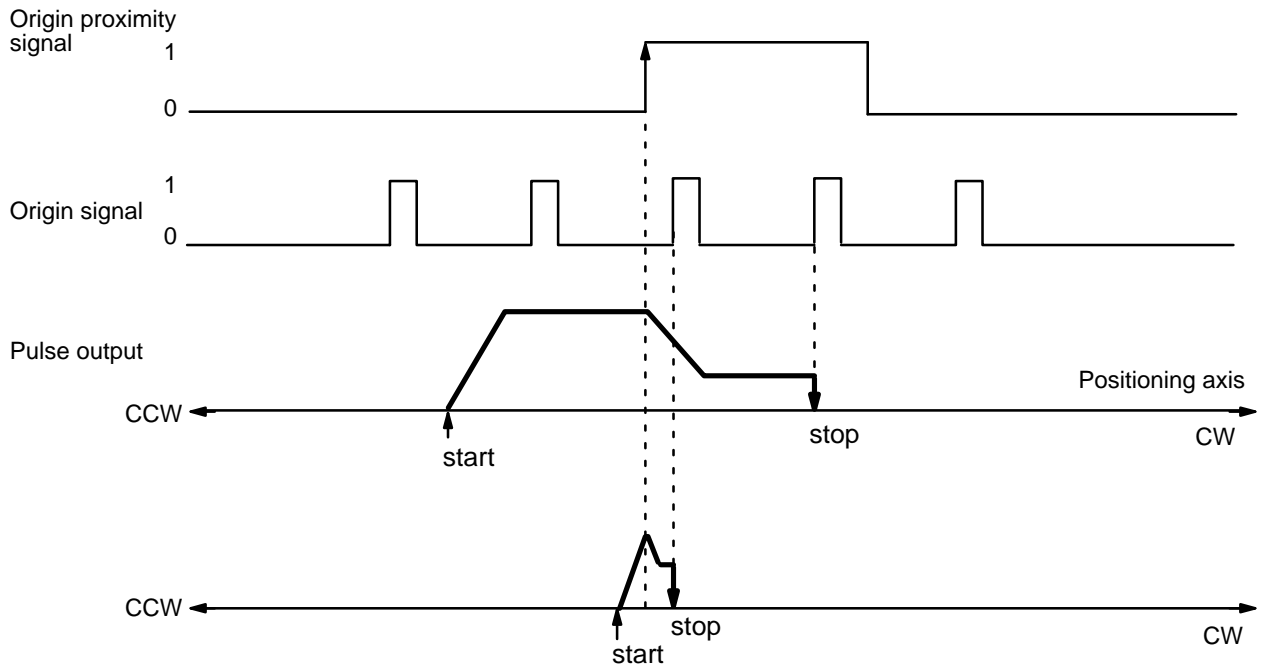 Origin proximity
signal
1
0
1
Origin signal
0
Pulse output
Positioning axis
CCW
CW
start
stop
CCW
CW
start
stop